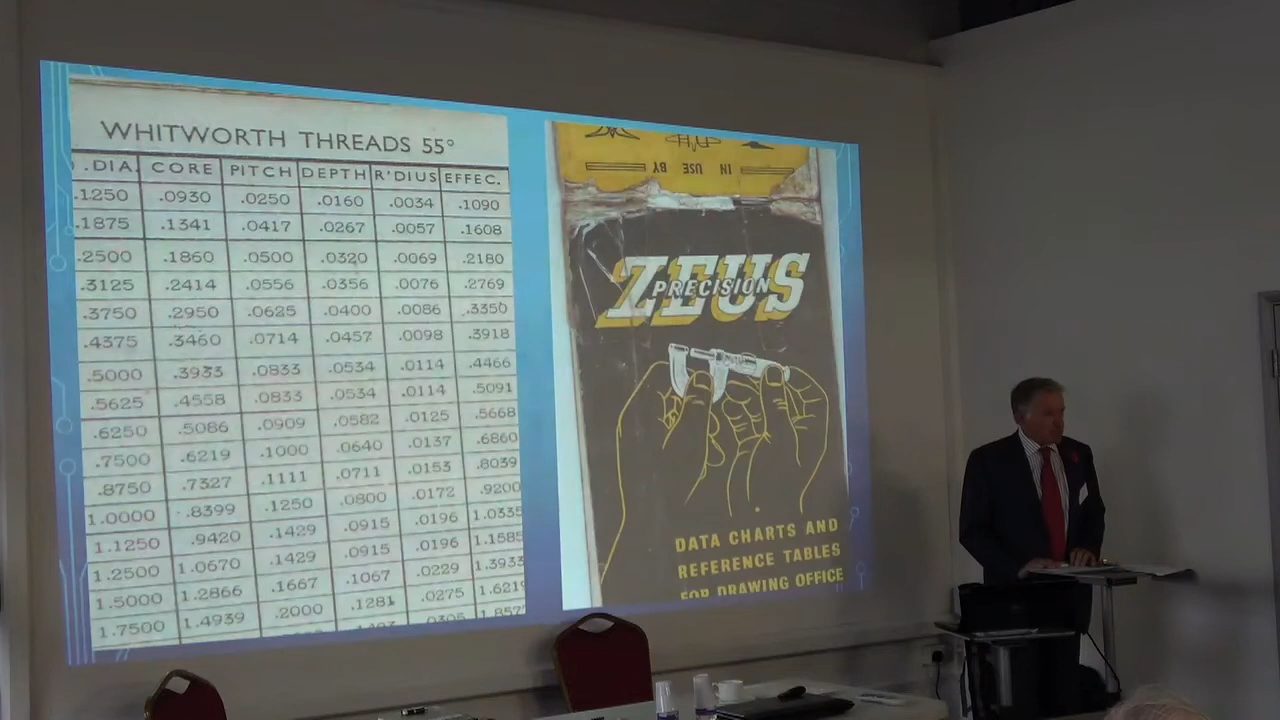 WHITWORTH THREADS 55°
.DIA. CORE PITCH DEPTH R'DIUS EFFEC.
.1250 .0930 .0250 .0160 .0034 .1090
.1875 .1341 .0417 .0267 .0057 .1608
.2500 .1860 .0500 .0320 .0069 .2180
.3125 .2414 .0556 .0356 .0076 .2769
.3750 .2950 .0625 .0400 .0086 .3350
.4375 .3460 .0714 .0457 .0098 .3918
.5000 .3933 .0833 .0534 .0114 .4466
.5625 .4558 .0833 .0534 .0114 .5091
.6250 .5086 .0909 .0582 .0125 .5668
.7500 .6219 .1000 .0640 .0137 .6860
.8750 .7327 .1111 .0711 .0153 .8039
1.0000 .8399 .1250 .0800 .0172 .9200
1.1250 .9420 .1429 .0915 .0196 1.0335
1.2500 1.0670 .1429 .0915 .0196 1.1585
1.5000 1.2866 .1667 .1067 .0229 1.3933
1.7500 1.4939 .2000 .1281 .0275 1.6219
1.857
IN USE BY
ZEUS
PRECISION
DATA CHARTS AND
REFERENCE TABLES
FOR DRAWING OFFICE